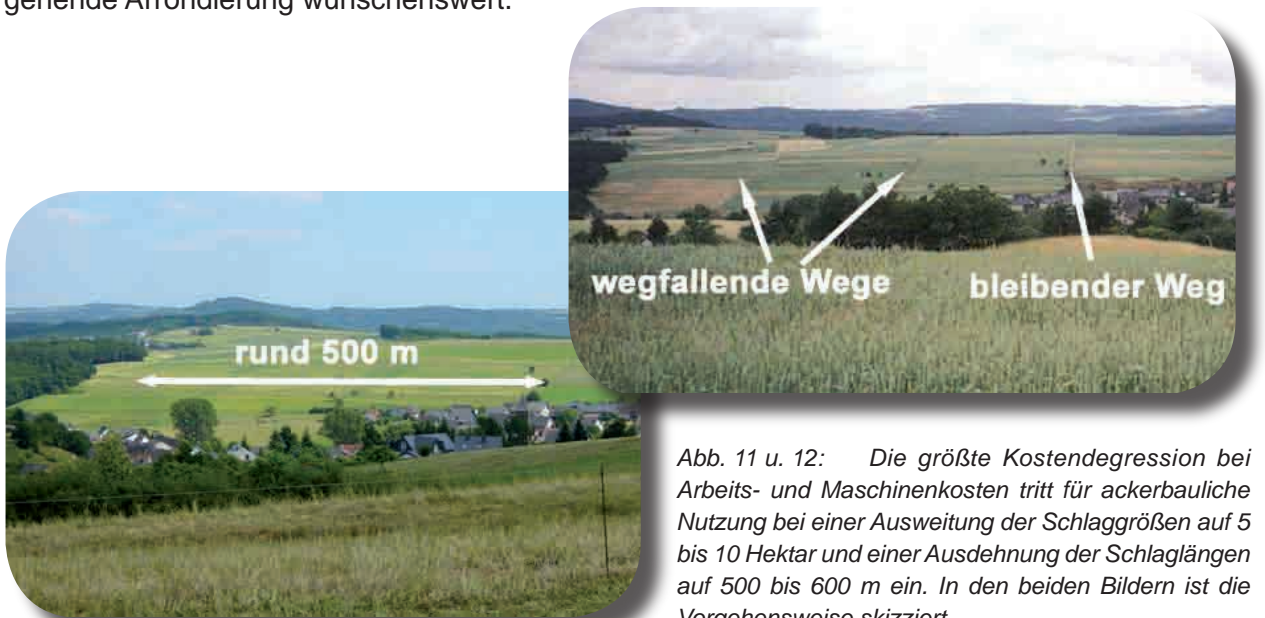 gehende Arrondierung wünschenswert.
wegfallende Wege
bleibender Weg
rund 500 m
Abb. 11 u. 12: Die größte Kostendegression bei
Arbeits- und Maschinenkosten tritt für ackerbauliche
Nutzung bei einer Ausweitung der Schlaggrößen auf 5
bis 10 Hektar und einer Ausdehnung der Schlaglängen
auf 500 bis 600 m ein. In den beiden Bildern ist die
Vorgehensweise skizziert